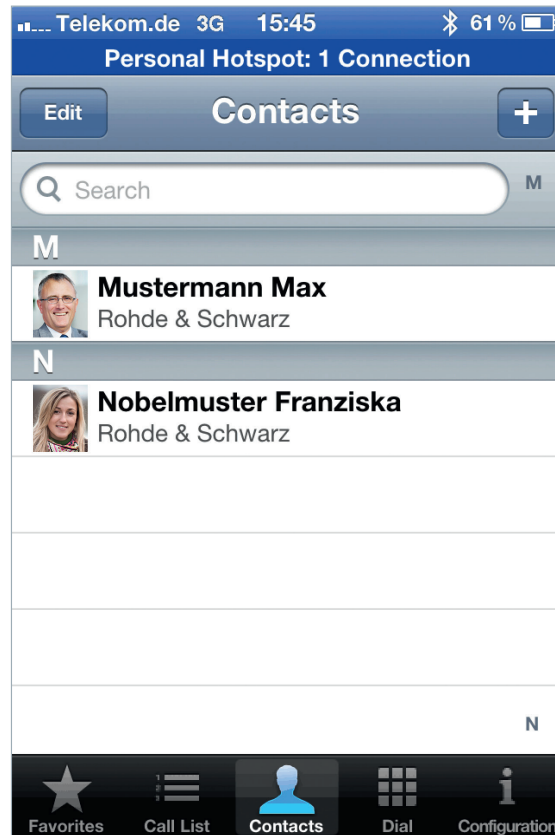 Telekom.de 3G 15:45 61 %
Personal Hotspot: 1 Connection
Edit Contacts +
Search M
M
Mustermann Max
Rohde & Schwarz
N
Nobelmuster Franziska
Rohde & Schwarz
N
Favorites Call List Contacts Dial Configuration